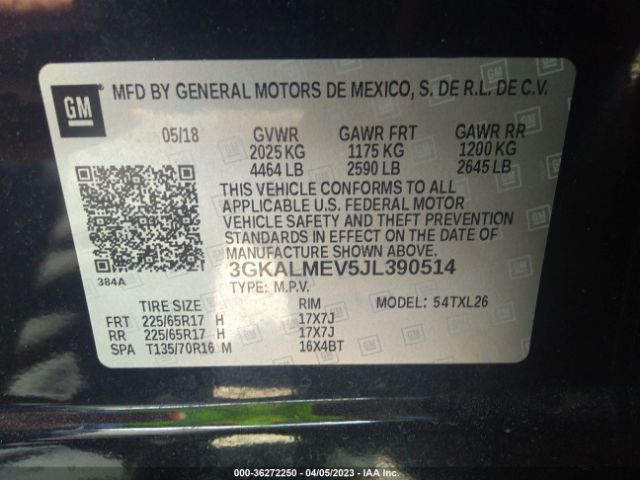 GM
MFD BY GENERAL MOTORS DE MEXICO, S. DE R.L. DE C.V.
05/18 GVWR GAWR FRT GAWR RR
2025 KG 1175 KG 1200 KG
4464 LB 2590 LB 2645 LB
THIS VEHICLE CONFORMS TO ALL
APPLICABLE U.S. FEDERAL MOTOR
VEHICLE SAFETY AND THEFT PREVENTION
STANDARDS IN EFFECT ON THE DATE OF
MANUFACTURE SHOWN ABOVE.
384A
3GKALMEV5JL390514
TYPE: M.P.V.
TIRE SIZE RIM MODEL: 54TXL26
FRT 225/65R17 H 17X7J
RR 225/65R17 H 17X7J
SPA T135/70R16 M 16X4BT
000-36272250 - 04/05/2023 - IAA Inc.